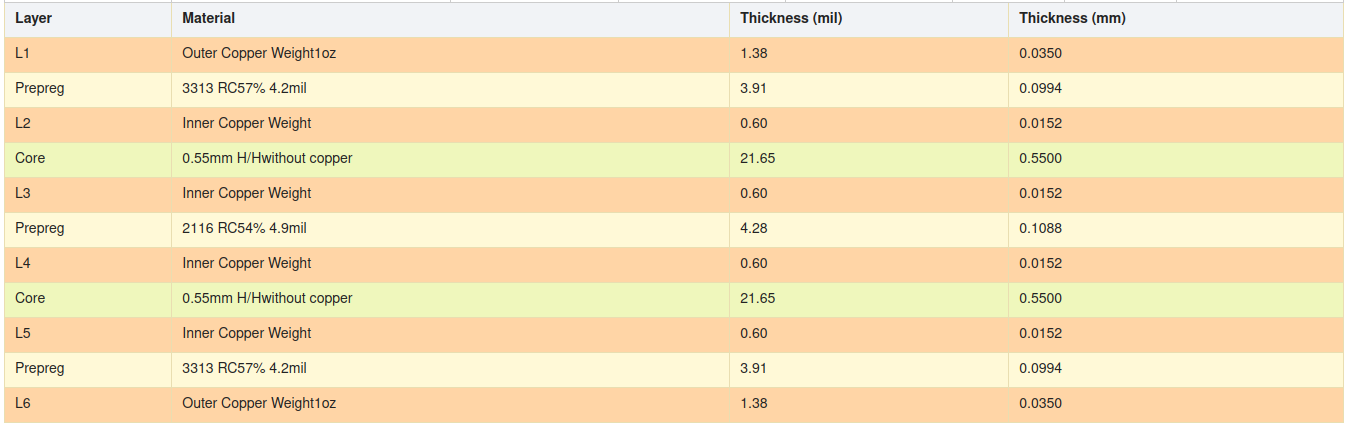 Layer Material Thickness (mil) Thickness (mm)
L1 Outer Copper Weight1oz 1.38 0.0350
Prepreg 3313 RC57% 4.2mil 3.91 0.0994
L2 Inner Copper Weight 0.60 0.0152
Core 0.55mm H/Hwithout copper 21.65 0.5500
L3 Inner Copper Weight 0.60 0.0152
Prepreg 2116 RC54% 4.9mil 4.28 0.1088
L4 Inner Copper Weight 0.60 0.0152
Core 0.55mm H/Hwithout copper 21.65 0.5500
L5 Inner Copper Weight 0.60 0.0152
Prepreg 3313 RC57% 4.2mil 3.91 0.0994
L6 Outer Copper Weight1oz 1.38 0.0350